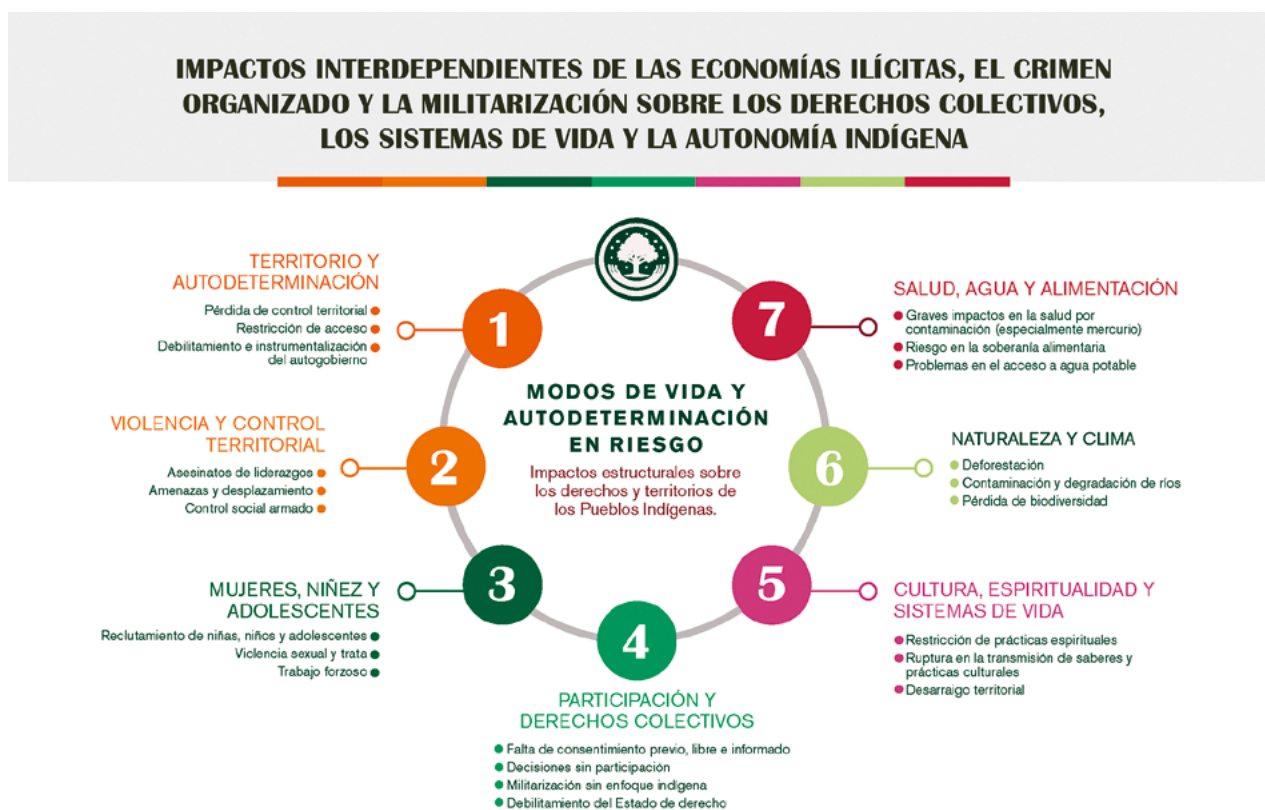 IMPACTOS INTERDEPENDIENTES DE LAS ECONOMÍAS ILÍCITAS, EL CRIMEN
ORGANIZADO Y LA MILITARIZACIÓN SOBRE LOS DERECHOS COLECTIVOS,
LOS SISTEMAS DE VIDA Y LA AUTONOMÍA INDÍGENA
MODOS DE VIDA Y
AUTODETERMINACIÓN
EN RIESGO
Impactos estructurales sobre
los derechos y territorios de
los Pueblos Indígenas.
1
TERRITORIO Y
AUTODETERMINACIÓN
Pérdida de control territorial
Restricción de acceso
Debilitamiento e instrumentalización
del autogobierno
2
VIOLENCIA Y CONTROL
TERRITORIAL
Asesinatos de liderazgos
Amenazas y desplazamiento
Control social armado
3
MUJERES, NIÑEZ Y
ADOLESCENTES
Reclutamiento de niñas, niños y adolescentes
Violencia sexual y trata
Trabajo forzoso
4
PARTICIPACIÓN Y
DERECHOS COLECTIVOS
Falta de consentimiento previo, libre e informado
Decisiones sin participación
Militarización sin enfoque indígena
Debilitamiento del Estado de derecho
5
CULTURA, ESPIRITUALIDAD Y
SISTEMAS DE VIDA
Restricción de prácticas espirituales
Ruptura en la transmisión de saberes y
prácticas culturales
Desarraigo territorial
6
NATURALEZA Y CLIMA
Deforestación
Contaminación y degradación de ríos
Pérdida de biodiversidad
7
SALUD, AGUA Y ALIMENTACIÓN
Graves impactos en la salud por
contaminación (especialmente mercurio)
Riesgo en la soberanía alimentaria
Problemas en el acceso a agua potable